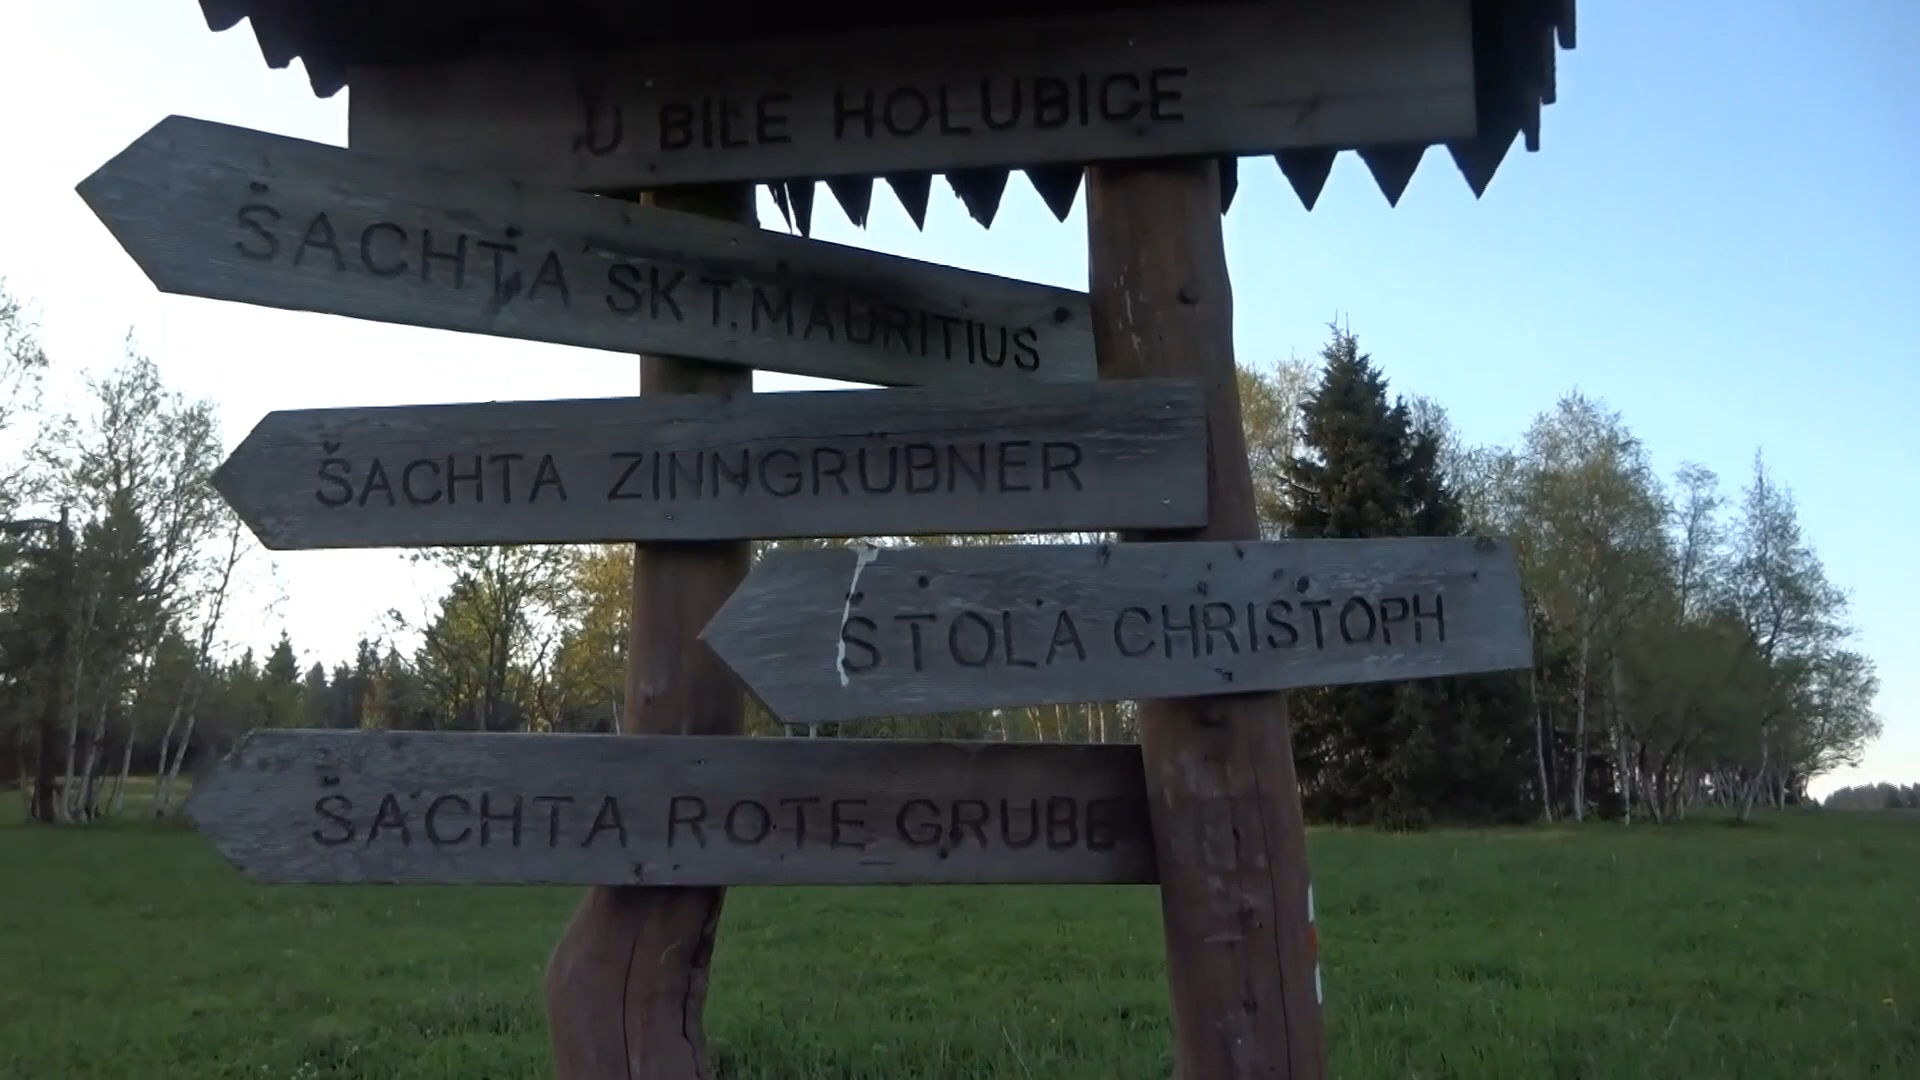 U BÍLÉ HOLUBICE
ŠACHTA SKT. MAURITIUS
ŠACHTA ZINNGRÜBNER
ŠTOLA CHRISTOPH
ŠACHTA ROTE GRUBE